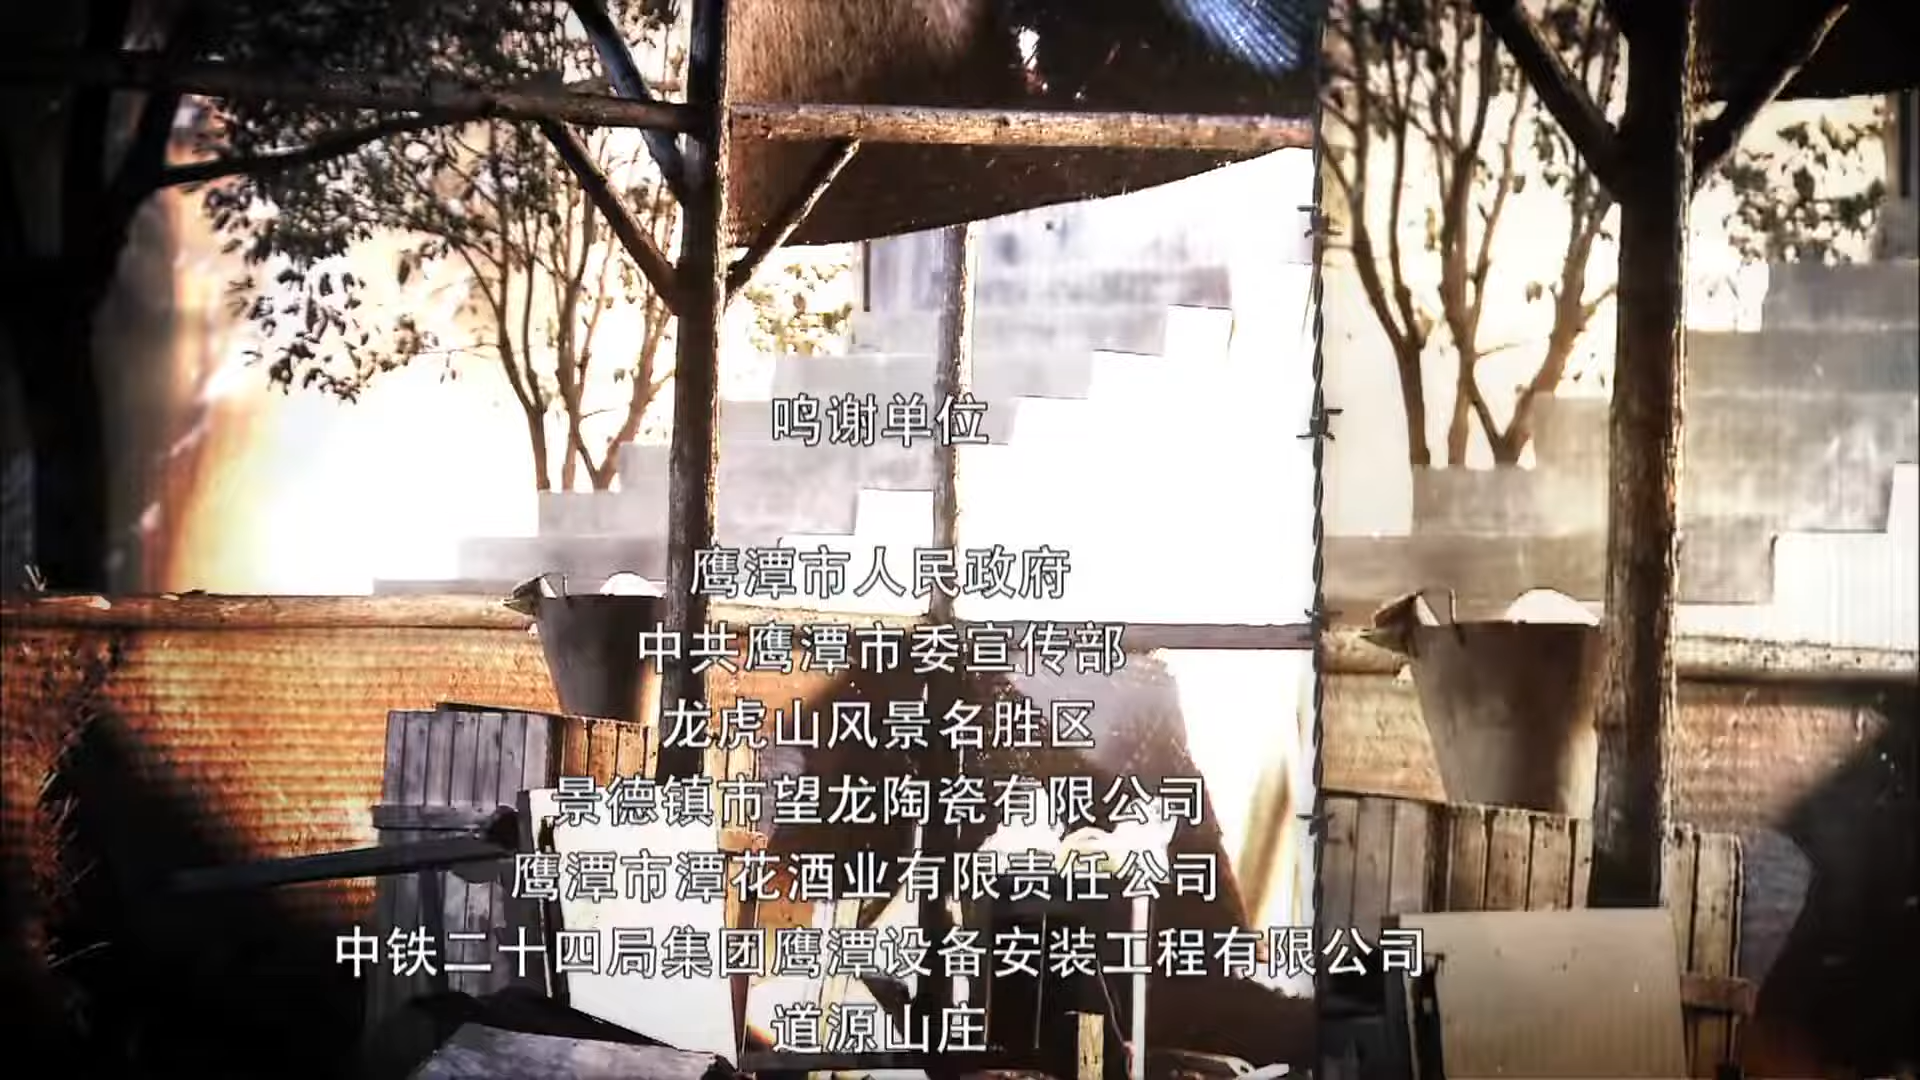 鸣谢单位
鹰潭市人民政府
中共鹰潭市委宣传部
龙虎山风景名胜区
景德镇市望龙陶瓷有限公司
鹰潭市潭花酒业有限责任公司
中铁二十四局集团鹰潭设备安装工程有限公司
道源山庄